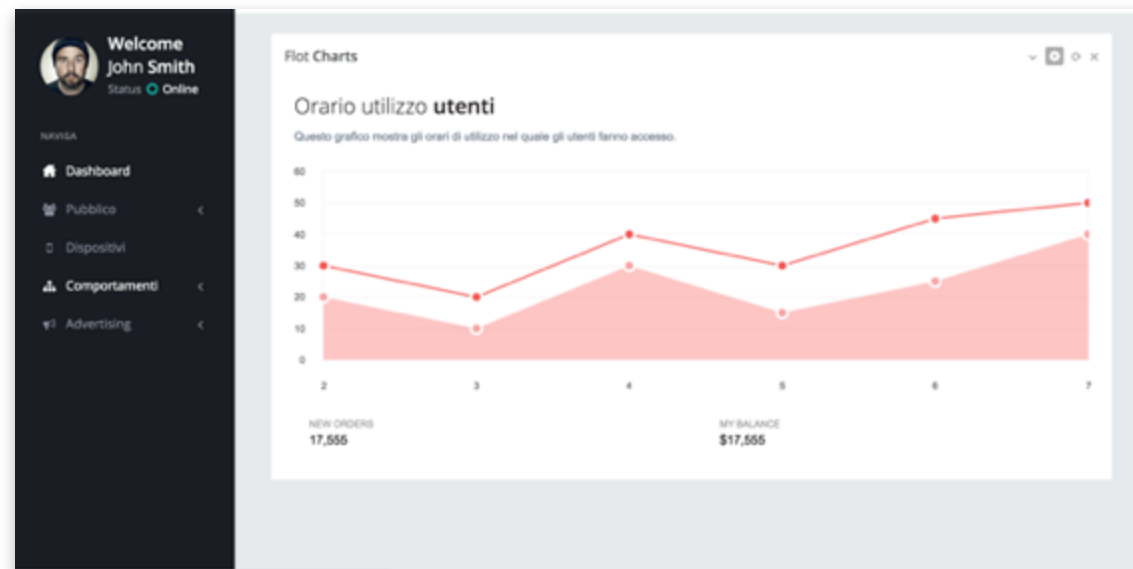 Welcome
John Smith
Status Online
NAVIGA
Dashboard
Pubblico
Dispositivi
Comportamenti
Advertising
Flot Charts
Orario utilizzo utenti
Questo grafico mostra gli orari di utilizzo nel quale gli utenti fanno accesso.
60
50
40
30
20
10
0
2 3 4 5 6 7
NEW ORDERS
17,555
MY BALANCE
$17,555